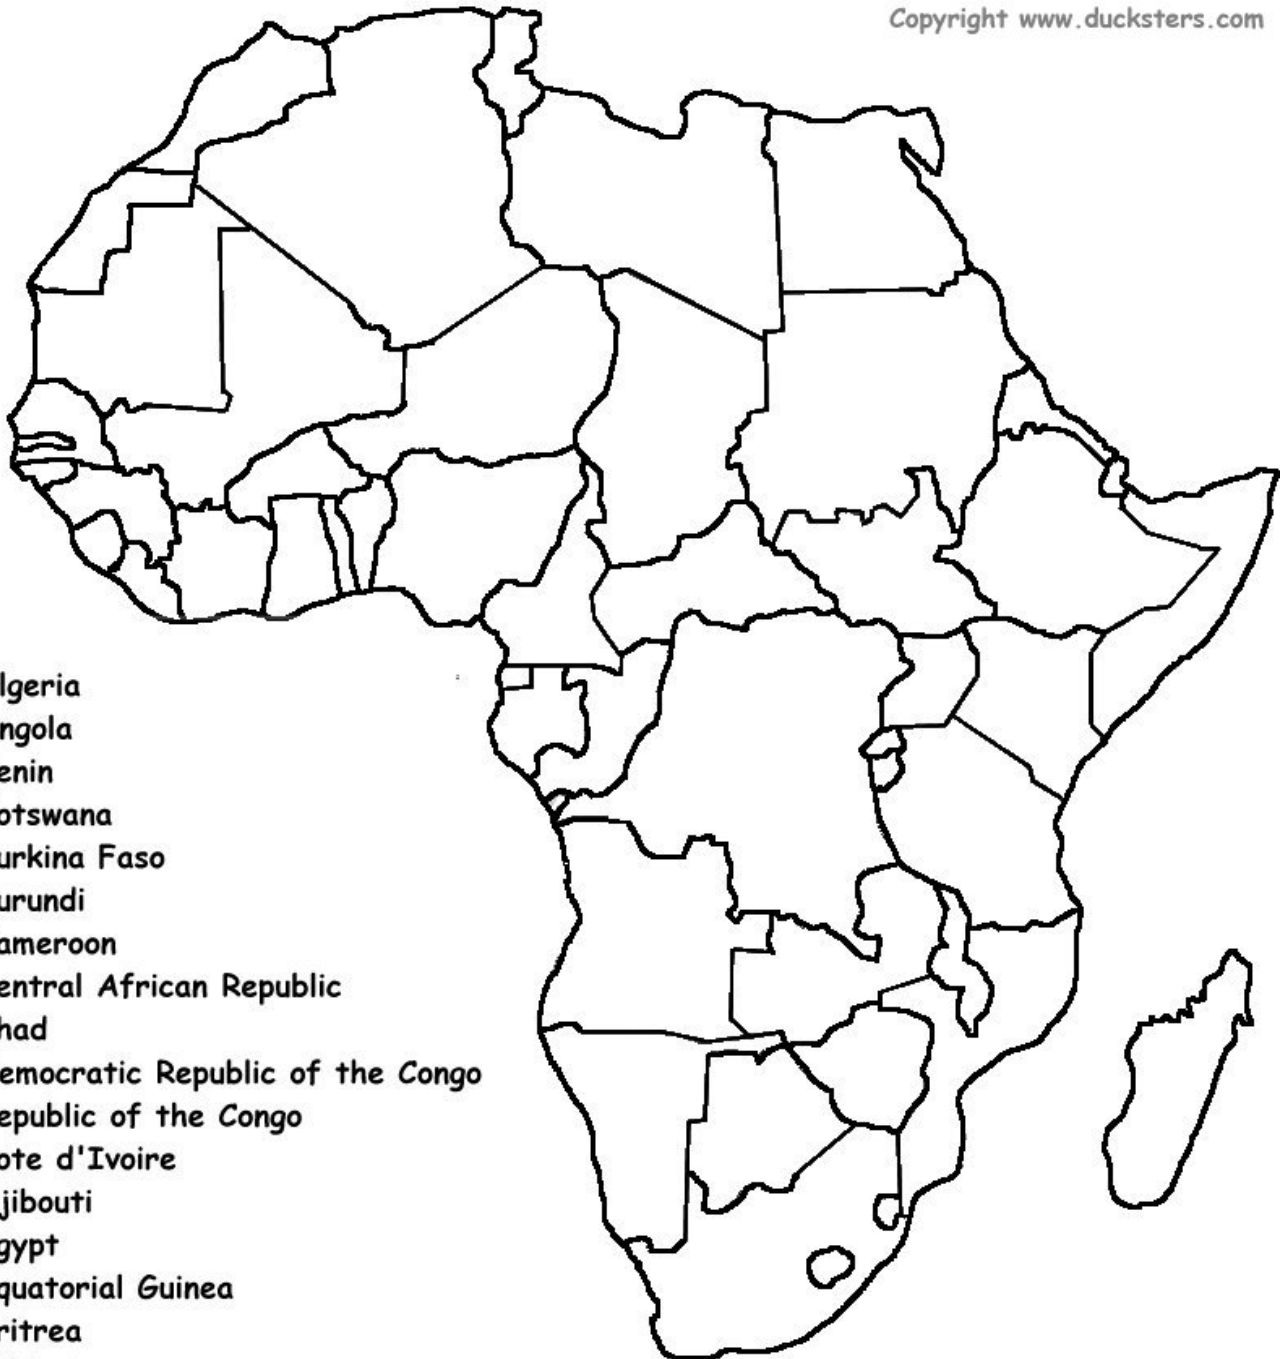 Copyright www.ducksters.com
lgeria
ngola
enin
otswana
urkina Faso
urundi
ameroon
entral African Republic
had
emocratic Republic of the Congo
epublic of the Congo
ote d'Ivoire
jibouti
gypt
quatorial Guinea
ritrea